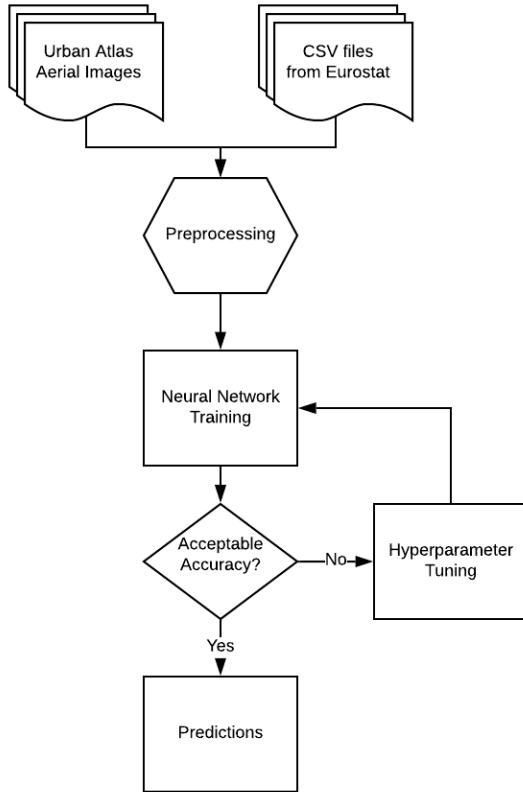 Urban Atlas
Aerial Images
CSV files
from Eurostat
Preprocessing
Neural Network
Training
Acceptable
Accuracy?
No
Hyperparameter
Tuning
Yes
Predictions